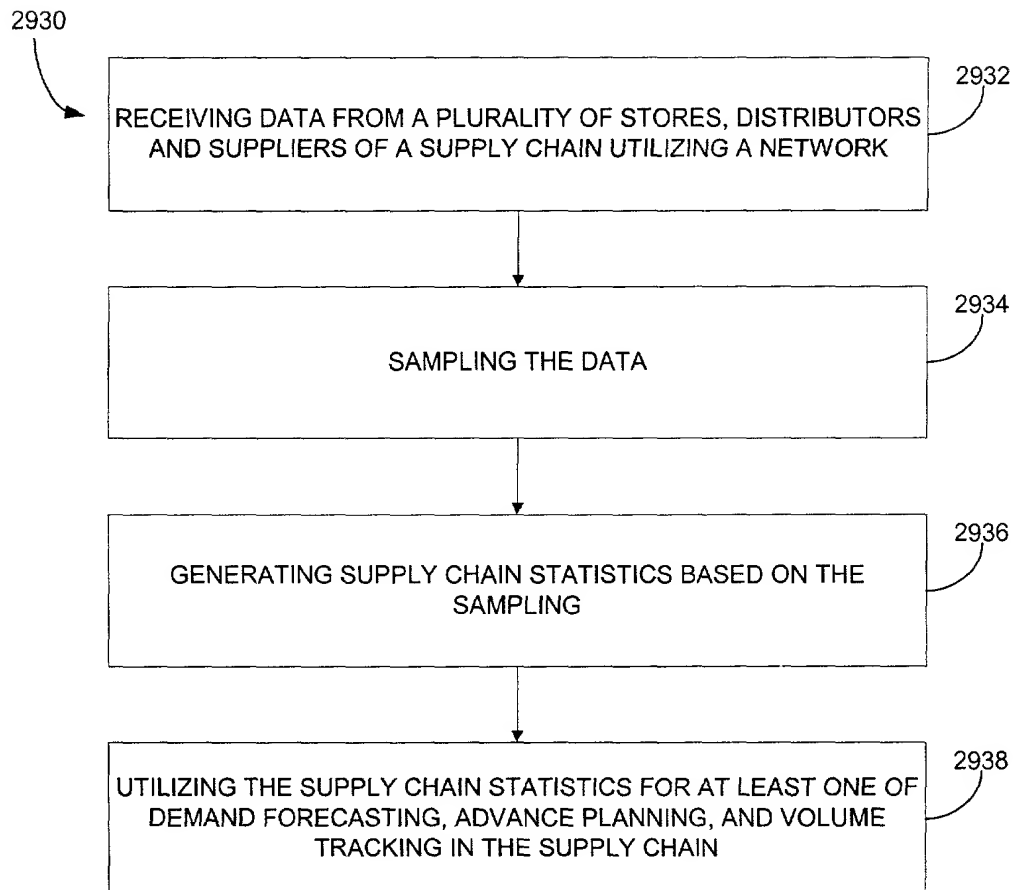 2930
2932
RECEIVING DATA FROM A PLURALITY OF STORES, DISTRIBUTORS
AND SUPPLIERS OF A SUPPLY CHAIN UTILIZING A NETWORK
2934
SAMPLING THE DATA
2936
GENERATING SUPPLY CHAIN STATISTICS BASED ON THE
SAMPLING
2938
UTILIZING THE SUPPLY CHAIN STATISTICS FOR AT LEAST ONE OF
DEMAND FORECASTING, ADVANCE PLANNING, AND VOLUME
TRACKING IN THE SUPPLY CHAIN